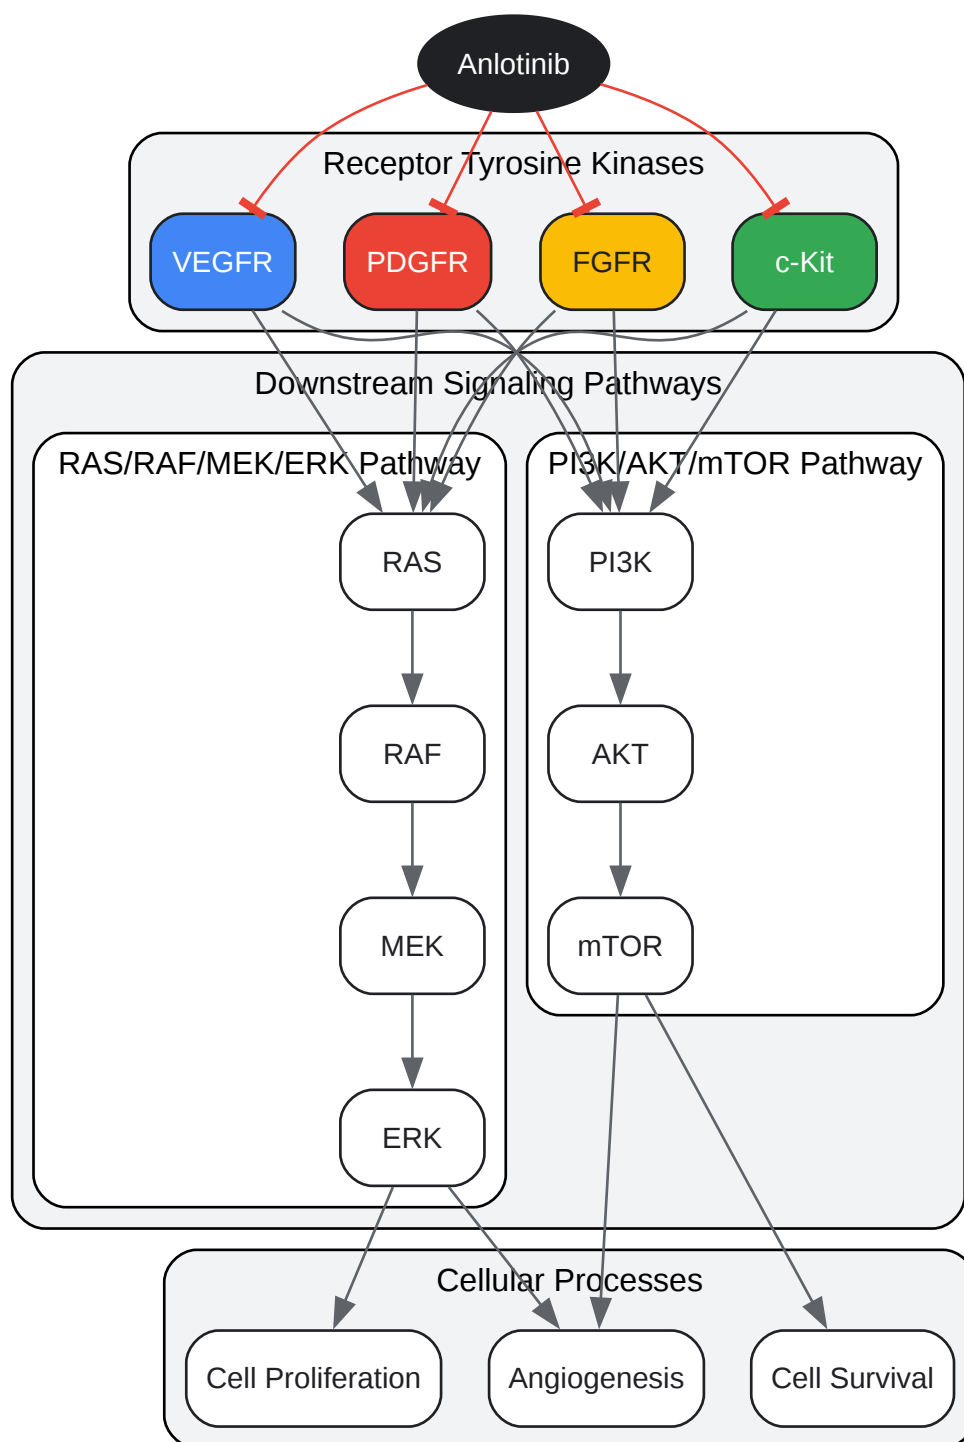 Anlotinib
Receptor Tyrosine Kinases
VEGFR
PDGFR
FGFR
c-Kit
Downstream Signaling Pathways
RAS/RAF/MEK/ERK Pathway
PI3K/AKT/mTOR Pathway
RAS
PI3K
RAF
AKT
MEK
mTOR
ERK
Cellular Processes
Cell Proliferation
Angiogenesis
Cell Survival